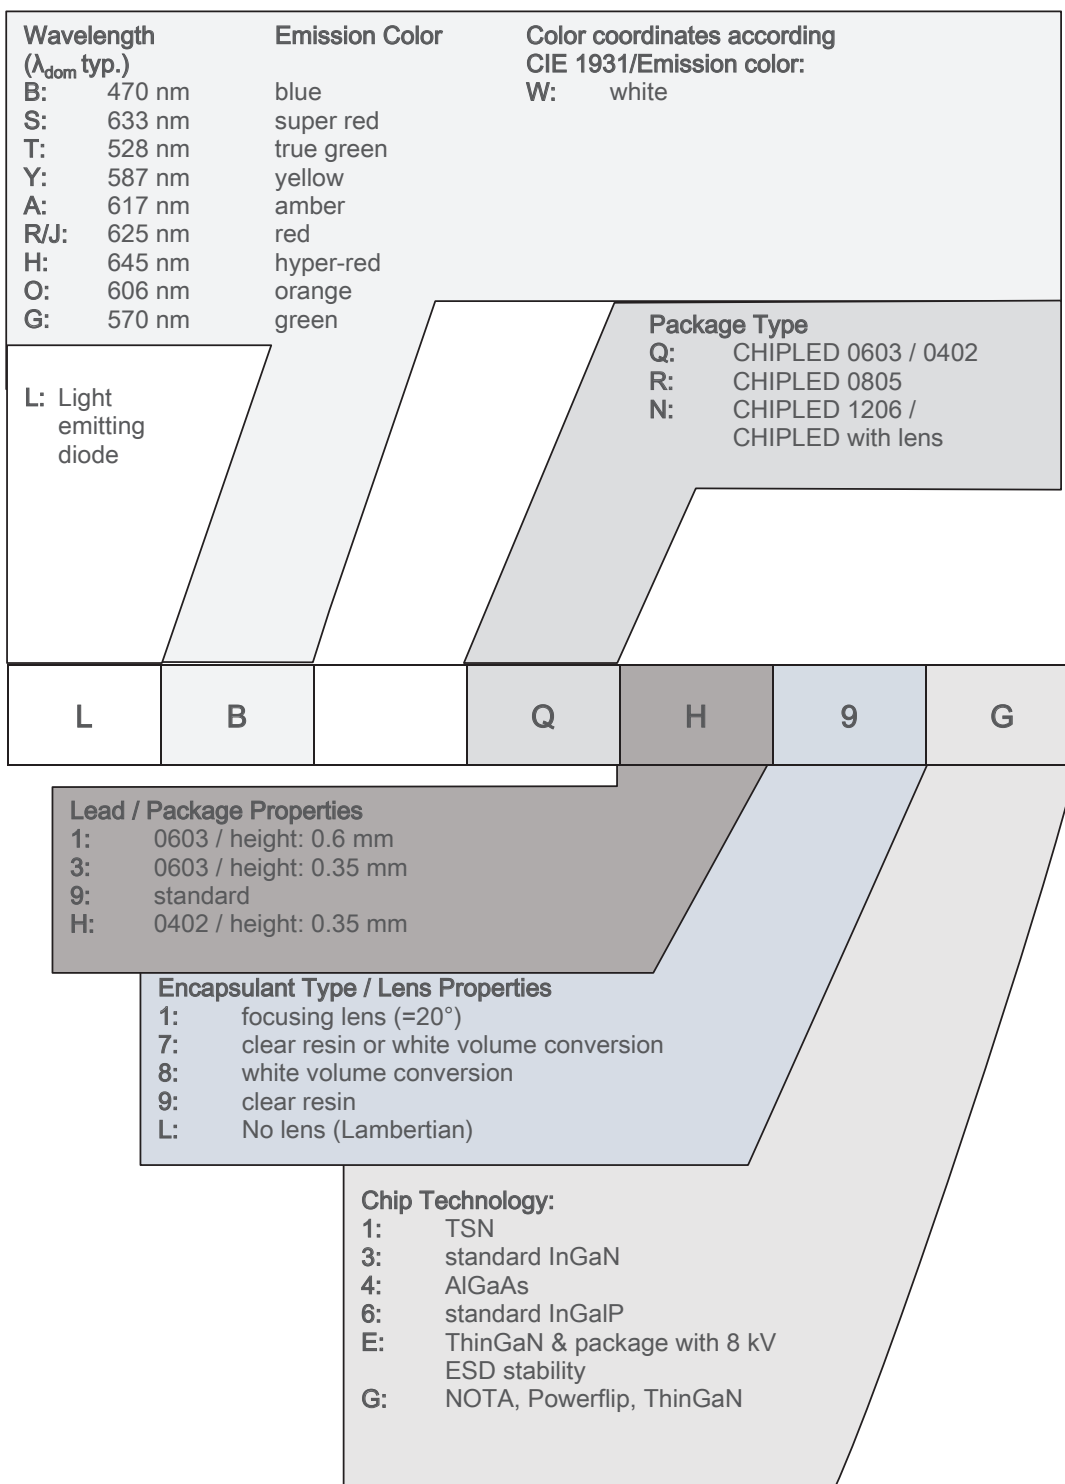 Wavelength Emission Color Color coordinates according
(λdom typ.) CIE 1931/Emission color:
B: 470 nm blue W: white
S: 633 nm super red
T: 528 nm true green
Y: 587 nm yellow
A: 617 nm amber
R/J: 625 nm red
H: 645 nm hyper-red
O: 606 nm orange
G: 570 nm green
Package Type
Q: CHIPLED 0603 / 0402
R: CHIPLED 0805
N: CHIPLED 1206 /
CHIPLED with lens
L: Light
emitting
diode
L B Q H 9 G
Lead / Package Properties
1: 0603 / height: 0.6 mm
3: 0603 / height: 0.35 mm
9: standard
H: 0402 / height: 0.35 mm
Encapsulant Type / Lens Properties
1: focusing lens (=20°)
7: clear resin or white volume conversion
8: white volume conversion
9: clear resin
L: No lens (Lambertian)
Chip Technology:
1: TSN
3: standard InGaN
4: AlGaAs
6: standard InGalP
E: ThinGaN & package with 8 kV
ESD stability
G: NOTA, Powerflip, ThinGaN